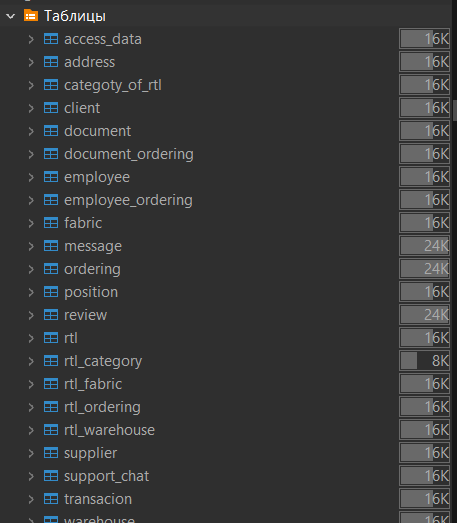 Таблицы
access_data 16K
address 16K
categoty_of_rtl 16K
client 16K
document 16K
document_ordering 16K
employee 16K
employee_ordering 16K
fabric 16K
message 24K
ordering 24K
position 16K
review 24K
rtl 16K
rtl_category 8K
rtl_fabric 16K
rtl_ordering 16K
rtl_warehouse 16K
supplier 16K
support_chat 16K
transacion 16K
warehouse 16K